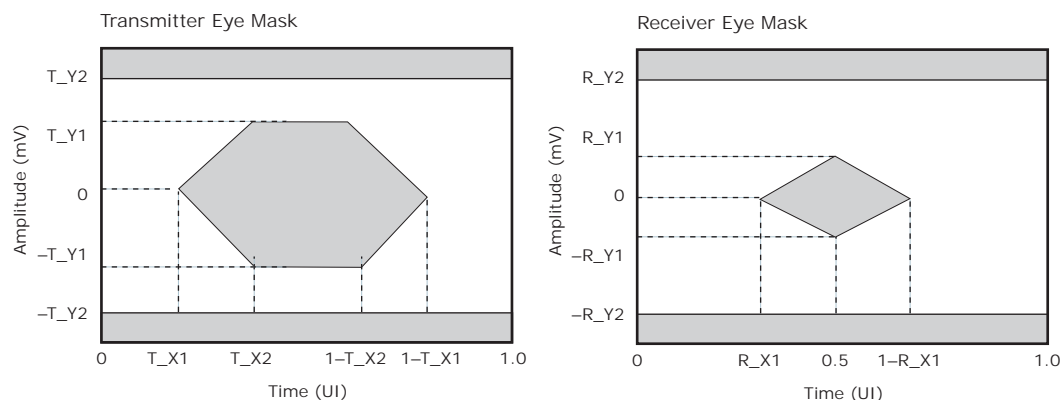 Transmitter Eye Mask
T_Y2
T_Y1
0
–T_Y1
–T_Y2
Amplitude (mV)
0 T_X1 T_X2 1–T_X2 1–T_X1 1.0
Time (UI)
Receiver Eye Mask
R_Y2
R_Y1
0
–R_Y1
–R_Y2
Amplitude (mV)
0 R_X1 0.5 1–R_X1 1.0
Time (UI)